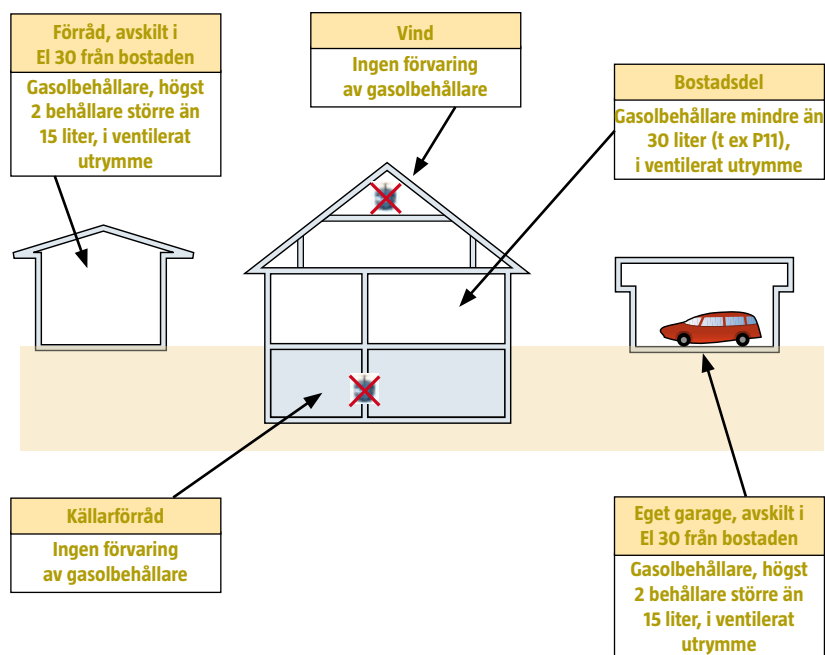 Förråd, avskilt i
El 30 från bostaden
Gasolbehållare, högst
2 behållare större än
15 liter, i ventilerat
utrymme
Vind
Ingen förvaring
av gasolbehållare
Bostadsdel
Gasolbehållare mindre än
30 liter (t ex P11),
i ventilerat utrymme
Källarförråd
Ingen förvaring
av gasolbehållare
Eget garage, avskilt i
El 30 från bostaden
Gasolbehållare, högst
2 behållare större än
15 liter, i ventilerat
utrymme